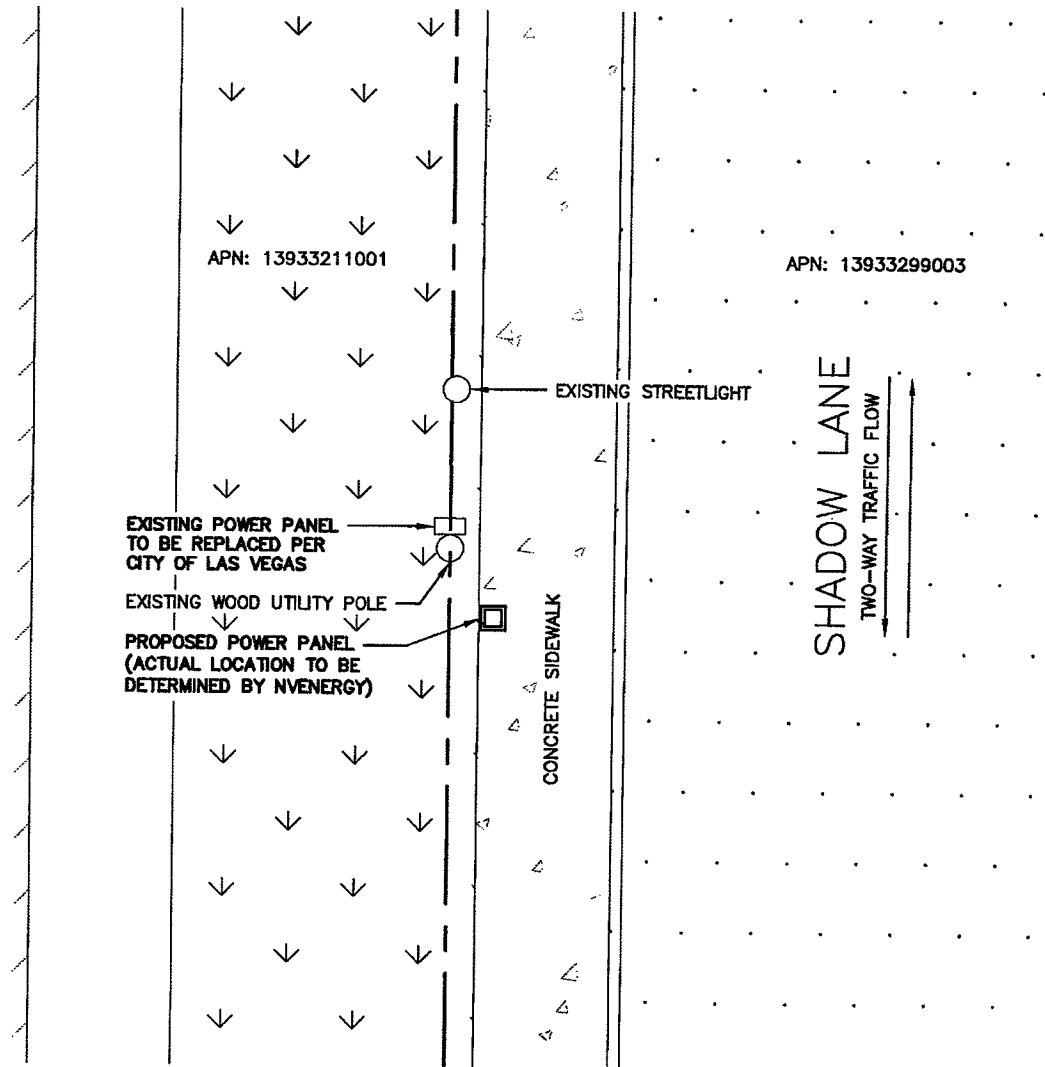 APN: 13933211001
APN: 13933299003
EXISTING STREETLIGHT
SHADOW LANE
TWO-WAY TRAFFIC FLOW
EXISTING POWER PANEL
TO BE REPLACED PER
CITY OF LAS VEGAS
EXISTING WOOD UTILITY POLE
PROPOSED POWER PANEL
(ACTUAL LOCATION TO BE
DETERMINED BY NVENERGY)
CONCRETE SIDEWALK